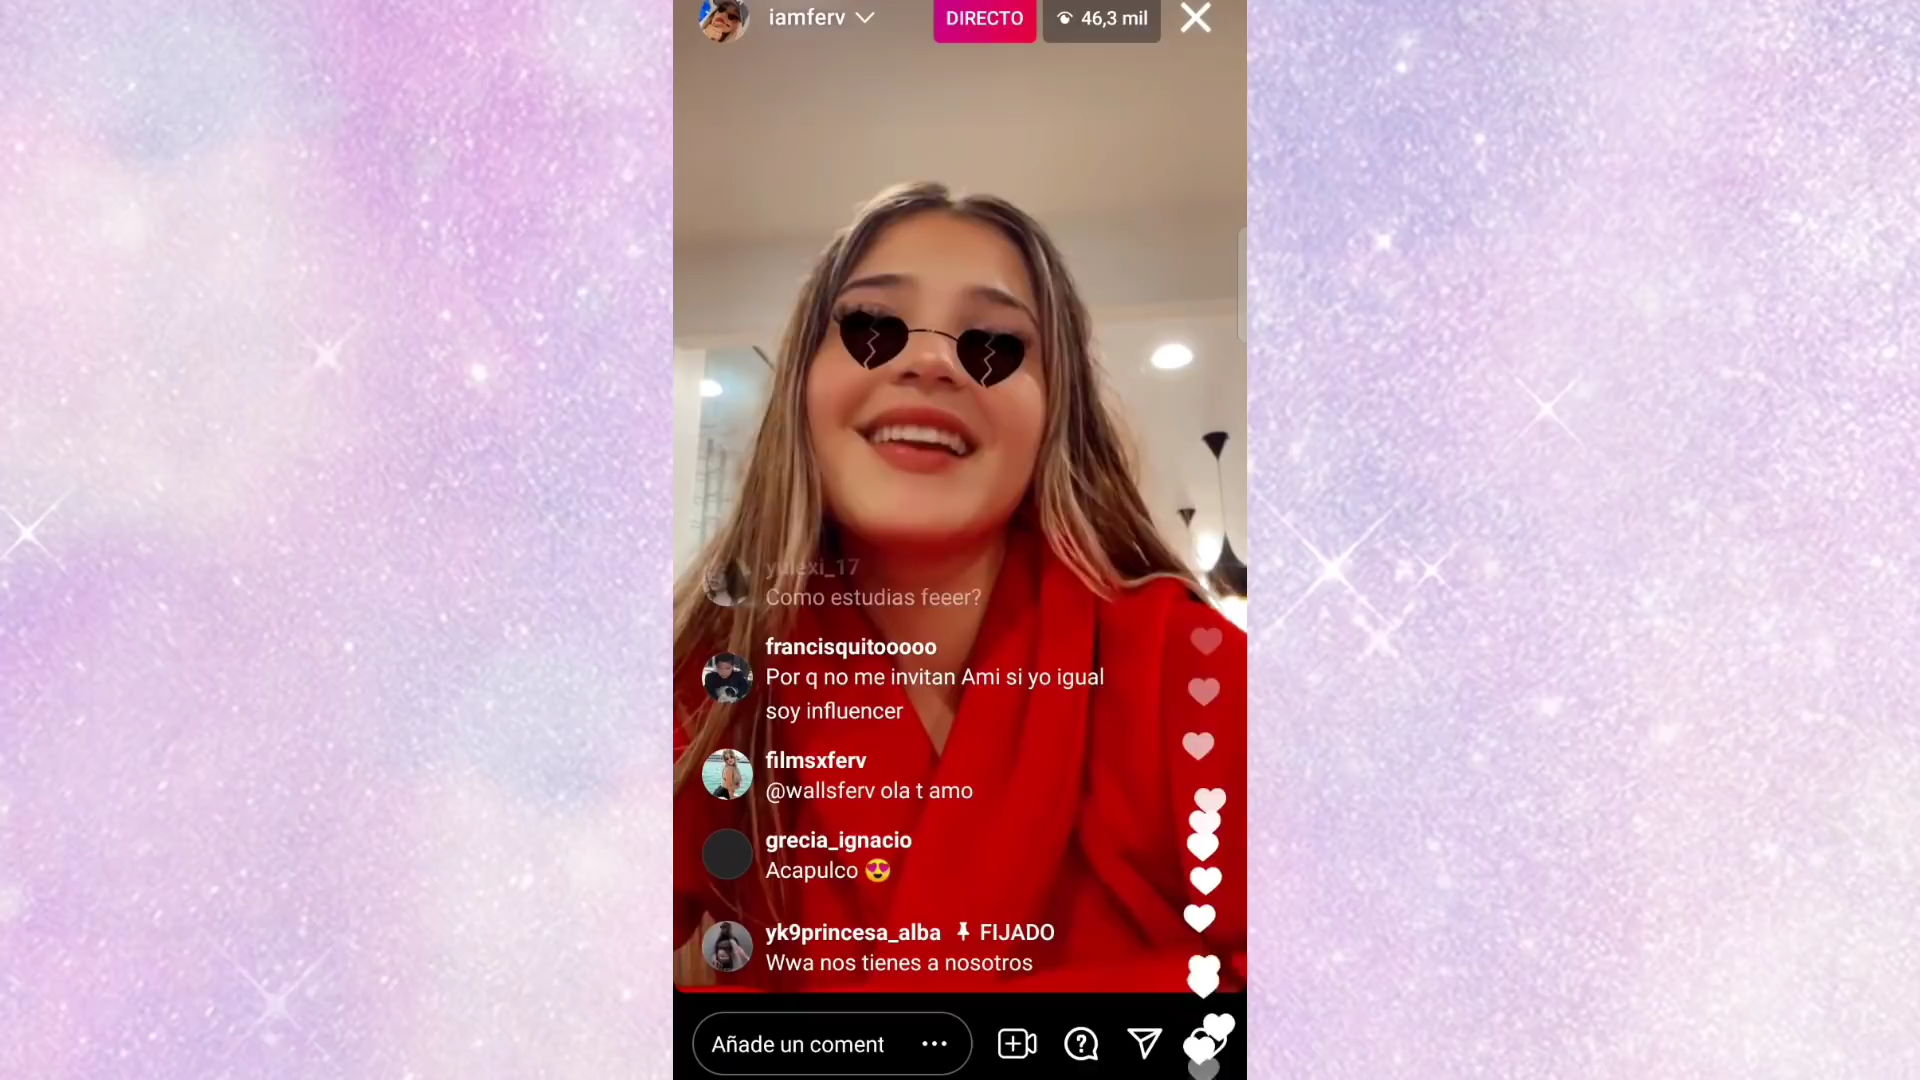 iamferv
DIRECTO
46,3 mil
yulexi_17
Como estudias feeer?
francisquitooooo
Por q no me invitan Ami si yo igual
soy influencer
filmsxferv
@wallsferv ola t amo
grecia_ignacio
Acapulco 😍
yk9princesa_alba 📌 FIJADO
Wwa nos tienes a nosotros
Añade un coment